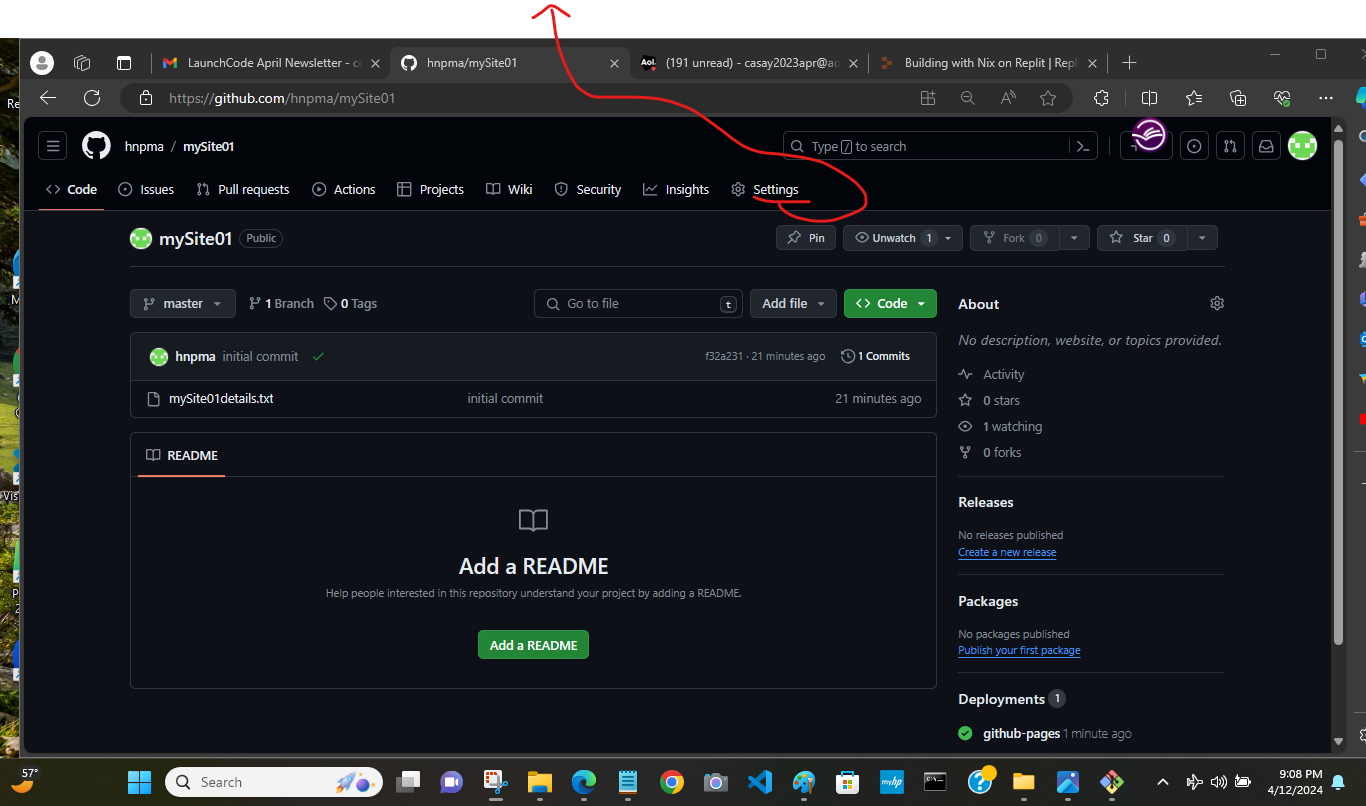 LaunchCode April Newsletter - cc
hnpma/mySite01
Aol.
(191 unread) - casay2023apr@ao
Building with Nix on Replit | Repl
https://github.com/hnpma/mySite01
hnpma / mySite01
Type / to search
Code
Issues
Pull requests
Actions
Projects
Wiki
Security
Insights
Settings
mySite01 Public
Pin
Unwatch 1
Fork 0
Star 0
master
1 Branch
0 Tags
Go to file t
Add file
Code
About
No description, website, or topics provided.
hnpma initial commit
f32a231 · 21 minutes ago
1 Commits
mySite01details.txt
initial commit
21 minutes ago
Activity
0 stars
1 watching
0 forks
README
Add a README
Help people interested in this repository understand your project by adding a README.
Add a README
Releases
No releases published
Create a new release
Packages
No packages published
Publish your first package
Deployments 1
github-pages 1 minute ago
57°
Search
myhp
9:08 PM
4/12/2024